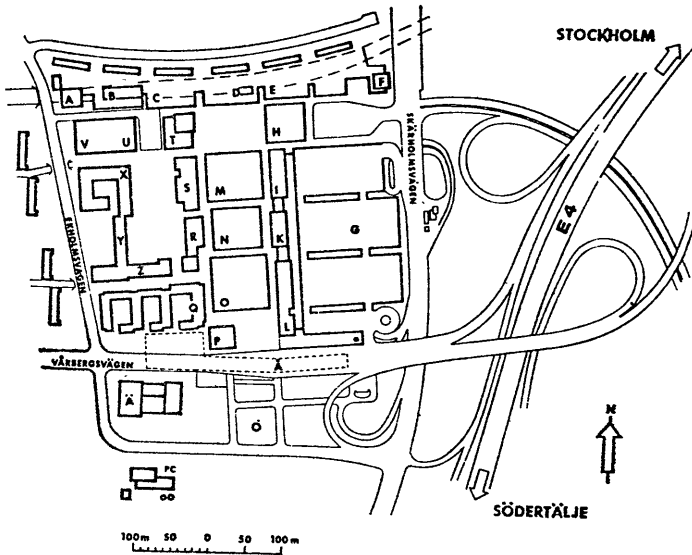 STOCKHOLM
A B C D E F
V U T H
SKÄRHOLMSVÄGEN
C X
S M I
E4
EKHOLMSVÄGEN
Y R N K G
Z
Q O L
P
VÅRBERGSVÄGEN
Å
Ä
Ö
N
PC
SÖDERTÄLJE
100m 50 0 50 100m